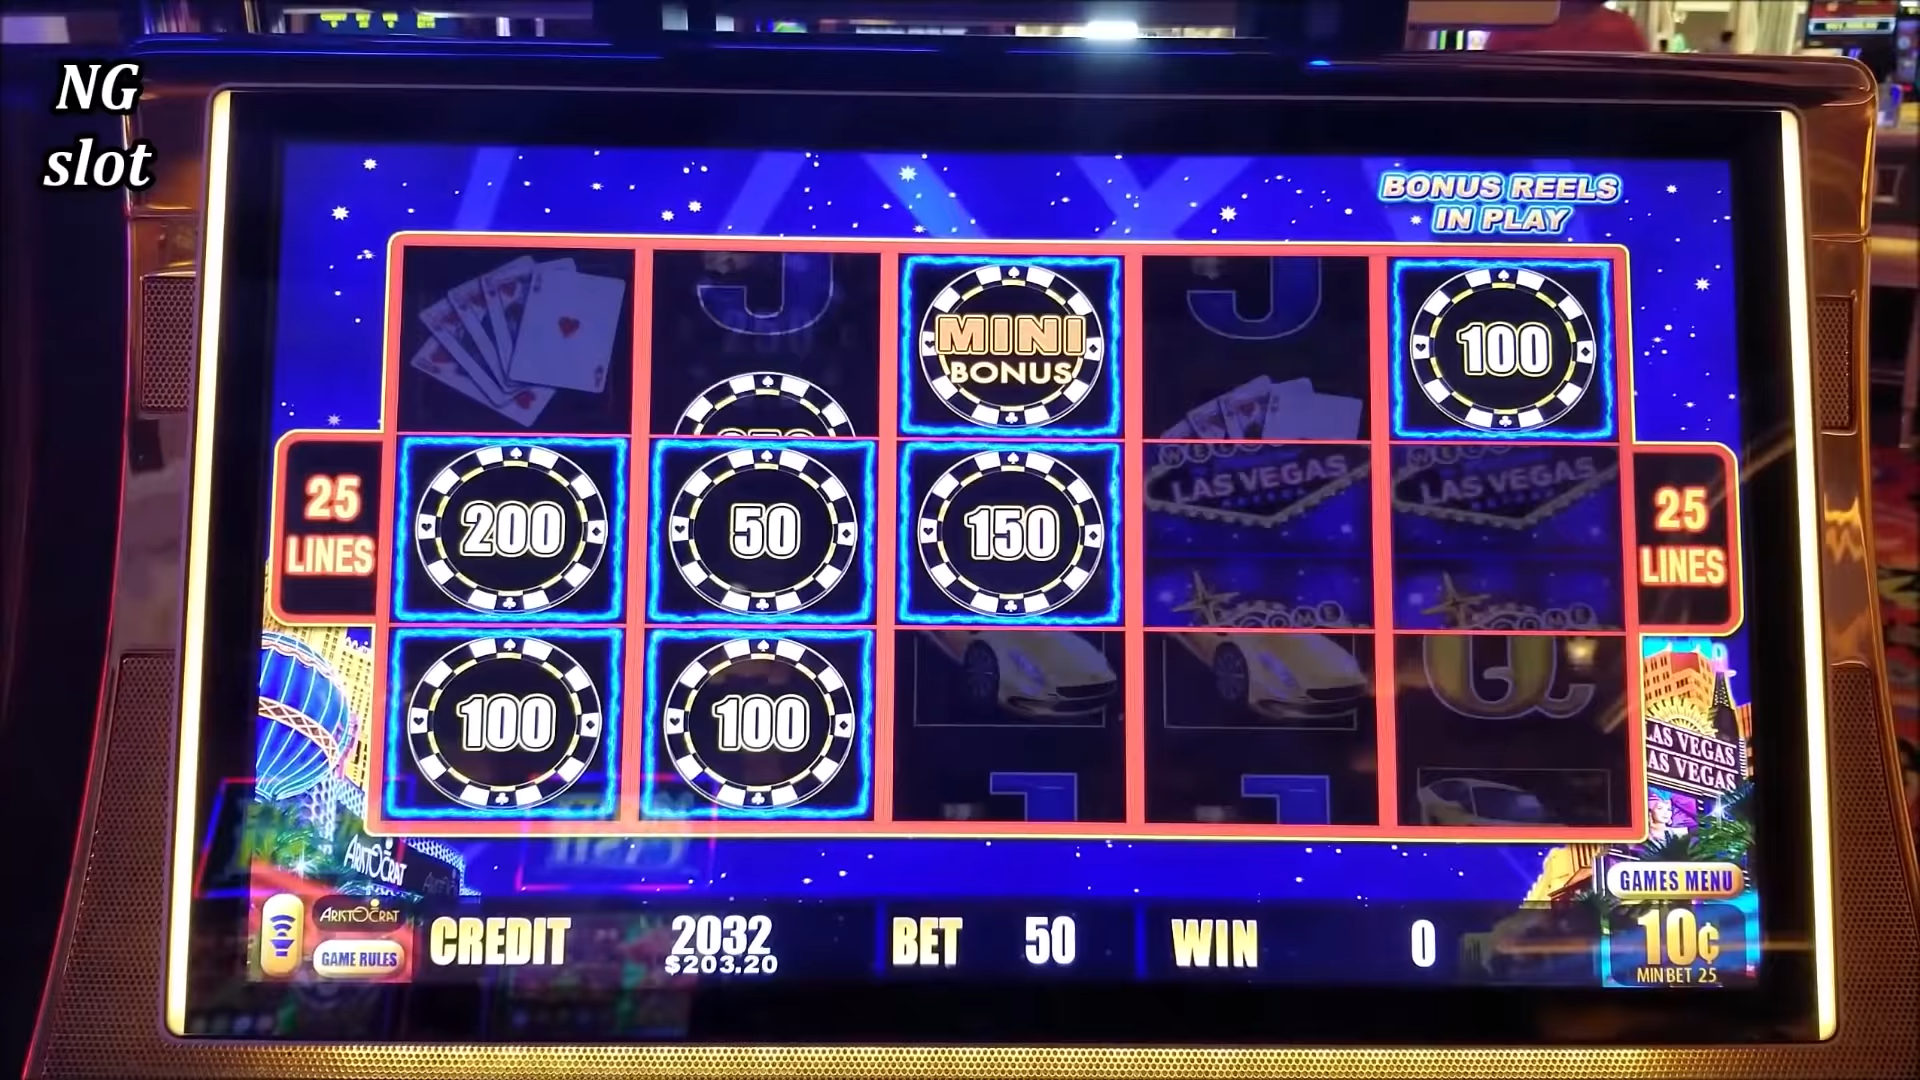 NG
slot
BONUS REELS
IN PLAY
MINI
BONUS
100
25
LINES
200
50
150
LAS VEGAS
LAS VEGAS
25
LINES
100
100
LAS VEGAS
LAS VEGAS
ARISTOCRAT
GAMES MENU
ARISTOCRAT
GAME RULES
CREDIT
2032
$203.20
BET
50
WIN
0
10¢
MIN BET 25